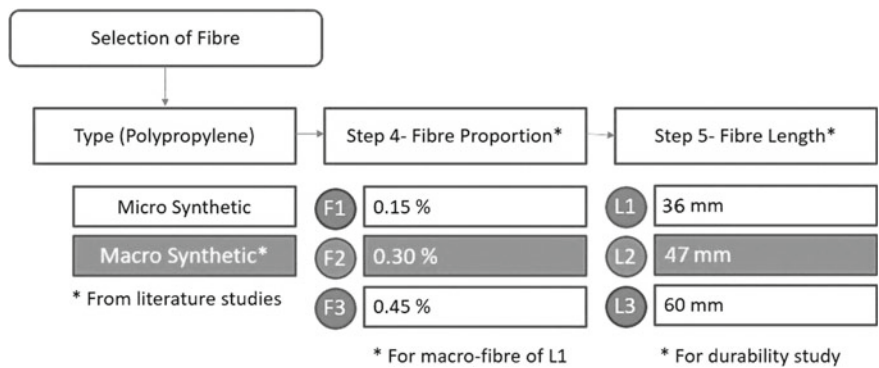 Selection of Fibre
Type (Polypropylene)
Step 4- Fibre Proportion*
Step 5- Fibre Length*
Micro Synthetic
F1 0.15 %
L1 36 mm
Macro Synthetic*
F2 0.30 %
L2 47 mm
* From literature studies
F3 0.45 %
L3 60 mm
* For macro-fibre of L1
* For durability study